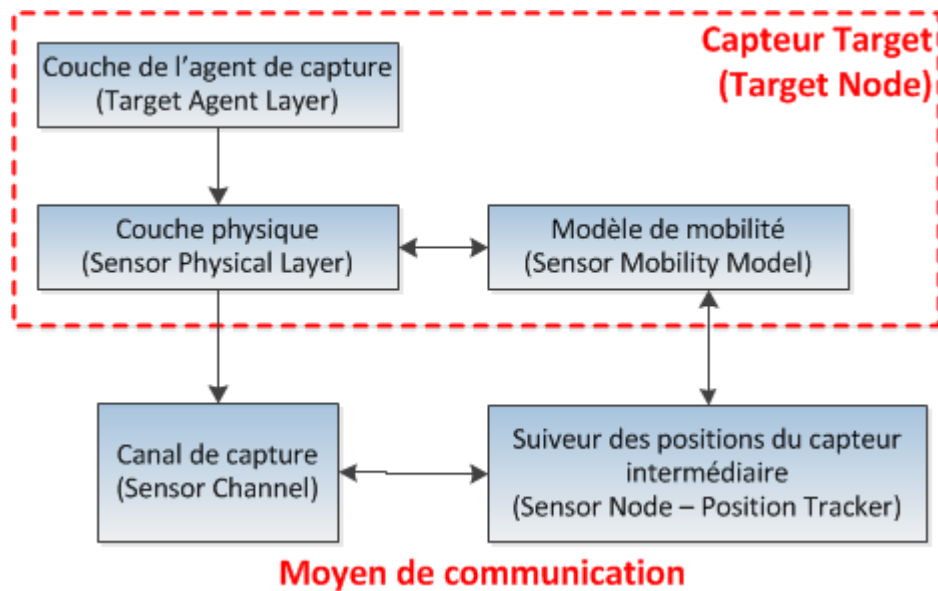 Capteur Target
(Target Node)
Couche de l’agent de capture
(Target Agent Layer)
Couche physique
(Sensor Physical Layer)
Modèle de mobilité
(Sensor Mobility Model)
Canal de capture
(Sensor Channel)
Suiveur des positions du capteur
intermédiaire
(Sensor Node – Position Tracker)
Moyen de communication